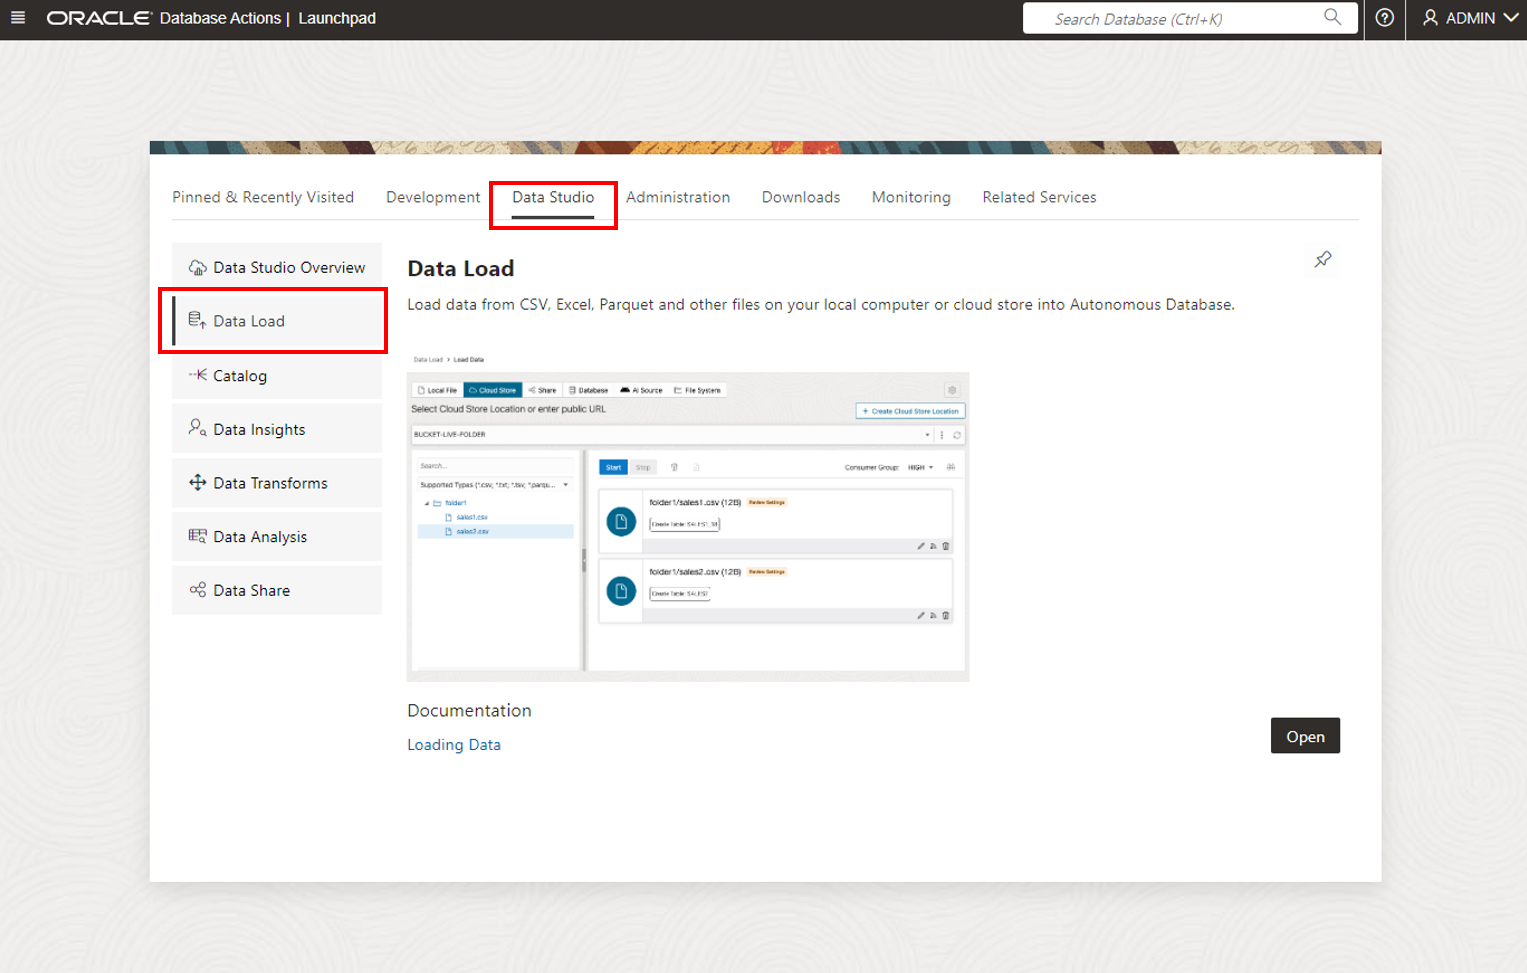 ORACLE Database Actions | Launchpad
Search Database (Ctrl+K)
ADMIN
Pinned & Recently Visited
Development
Data Studio
Administration
Downloads
Monitoring
Related Services
Data Studio Overview
Data Load
Catalog
Data Insights
Data Transforms
Data Analysis
Data Share
Data Load
Load data from CSV, Excel, Parquet and other files on your local computer or cloud store into Autonomous Database.
Data Load > Load Data
Local File
Cloud Store
Share
Database
AI Source
File System
Select Cloud Store Location or enter public URL
+ Create Cloud Store Location
BUCKET-LIVE-FOLDER
Search...
Supported Types (*.csv, *.txt; *.tsv; *.parqu...
folder1
sales1.csv
sales2.csv
Start
Stop
Consumer Group: HIGH
folder1/sales1.csv (12B) Review Settings
Create Table: SALES1_38
folder1/sales2.csv (12B) Review Settings
Create Table: SALES2
Documentation
Loading Data
Open